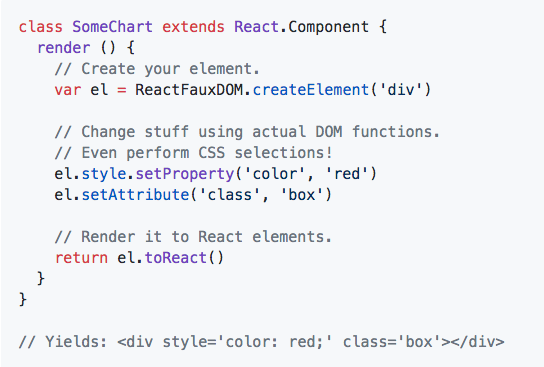 class SomeChart extends React.Component {
  render () {
    // Create your element.
    var el = ReactFauxDOM.createElement('div')

    // Change stuff using actual DOM functions.
    // Even perform CSS selections!
    el.style.setProperty('color', 'red')
    el.setAttribute('class', 'box')

    // Render it to React elements.
    return el.toReact()
  }
}

// Yields: <div style='color: red;' class='box'></div>